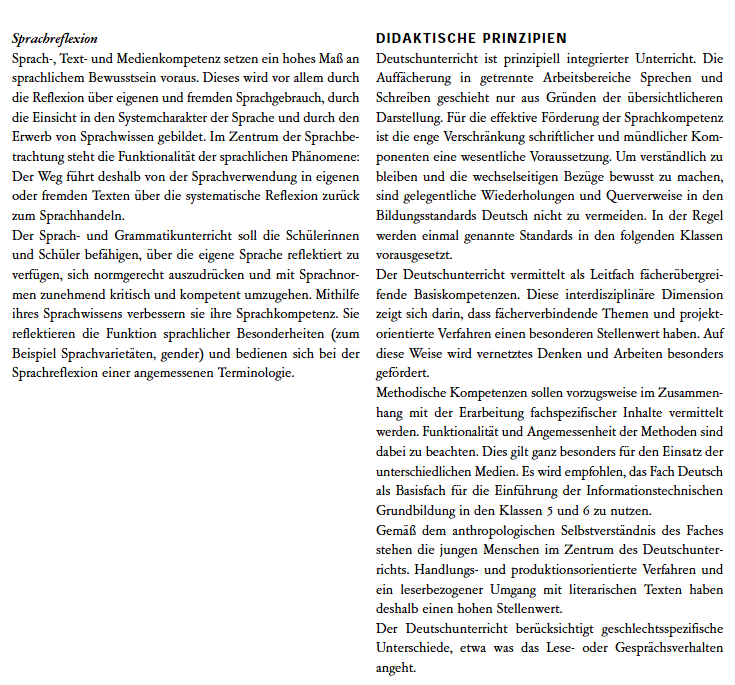 Sprachreflexion
Sprach-, Text- und Medienkompetenz setzen ein hohes Maß an
sprachlichem Bewusstsein voraus. Dieses wird vor allem durch
die Reflexion über eigenen und fremden Sprachgebrauch, durch
die Einsicht in den Systemcharakter der Sprache und durch den
Erwerb von Sprachwissen gebildet. Im Zentrum der Sprachbe-
trachtung steht die Funktionalität der sprachlichen Phänomene:
Der Weg führt deshalb von der Sprachverwendung in eigenen
oder fremden Texten über die systematische Reflexion zurück
zum Sprachhandeln.
Der Sprach- und Grammatikunterricht soll die Schülerinnen
und Schüler befähigen, über die eigene Sprache reflektiert zu
verfügen, sich normgerecht auszudrücken und mit Sprachnor-
men zunehmend kritisch und kompetent umzugehen. Mithilfe
ihres Sprachwissens verbessern sie ihre Sprachkompetenz. Sie
reflektieren die Funktion sprachlicher Besonderheiten (zum
Beispiel Sprachvarietäten, gender) und bedienen sich bei der
Sprachreflexion einer angemessenen Terminologie.
DIDAKTISCHE PRINZIPIEN
Deutschunterricht ist prinzipiell integrierter Unterricht. Die
Auffächerung in getrennte Arbeitsbereiche Sprechen und
Schreiben geschieht nur aus Gründen der übersichtlicheren
Darstellung. Für die effektive Förderung der Sprachkompetenz
ist die enge Verschränkung schriftlicher und mündlicher Kom-
ponenten eine wesentliche Voraussetzung. Um verständlich zu
bleiben und die wechselseitigen Bezüge bewusst zu machen,
sind gelegentliche Wiederholungen und Querverweise in den
Bildungsstandards Deutsch nicht zu vermeiden. In der Regel
werden einmal genannte Standards in den folgenden Klassen
vorausgesetzt.
Der Deutschunterricht vermittelt als Leitfach fächerübergrei-
fende Basiskompetenzen. Diese interdisziplinäre Dimension
zeigt sich darin, dass fächerverbindende Themen und projekt-
orientierte Verfahren einen besonderen Stellenwert haben. Auf
diese Weise wird vernetztes Denken und Arbeiten besonders
gefördert.
Methodische Kompetenzen sollen vorzugsweise im Zusammen-
hang mit der Erarbeitung fachspezifischer Inhalte vermittelt
werden. Funktionalität und Angemessenheit der Methoden sind
dabei zu beachten. Dies gilt ganz besonders für den Einsatz der
unterschiedlichen Medien. Es wird empfohlen, das Fach Deutsch
als Basisfach für die Einführung der Informationstechnischen
Grundbildung in den Klassen 5 und 6 zu nutzen.
Gemäß dem anthropologischen Selbstverständnis des Faches
stehen die jungen Menschen im Zentrum des Deutschunter-
richts. Handlungs- und produktionsorientierte Verfahren und
ein leserbezogener Umgang mit literarischen Texten haben
deshalb einen hohen Stellenwert.
Der Deutschunterricht berücksichtigt geschlechtsspezifische
Unterschiede, etwa was das Lese- oder Gesprächsverhalten
angeht.